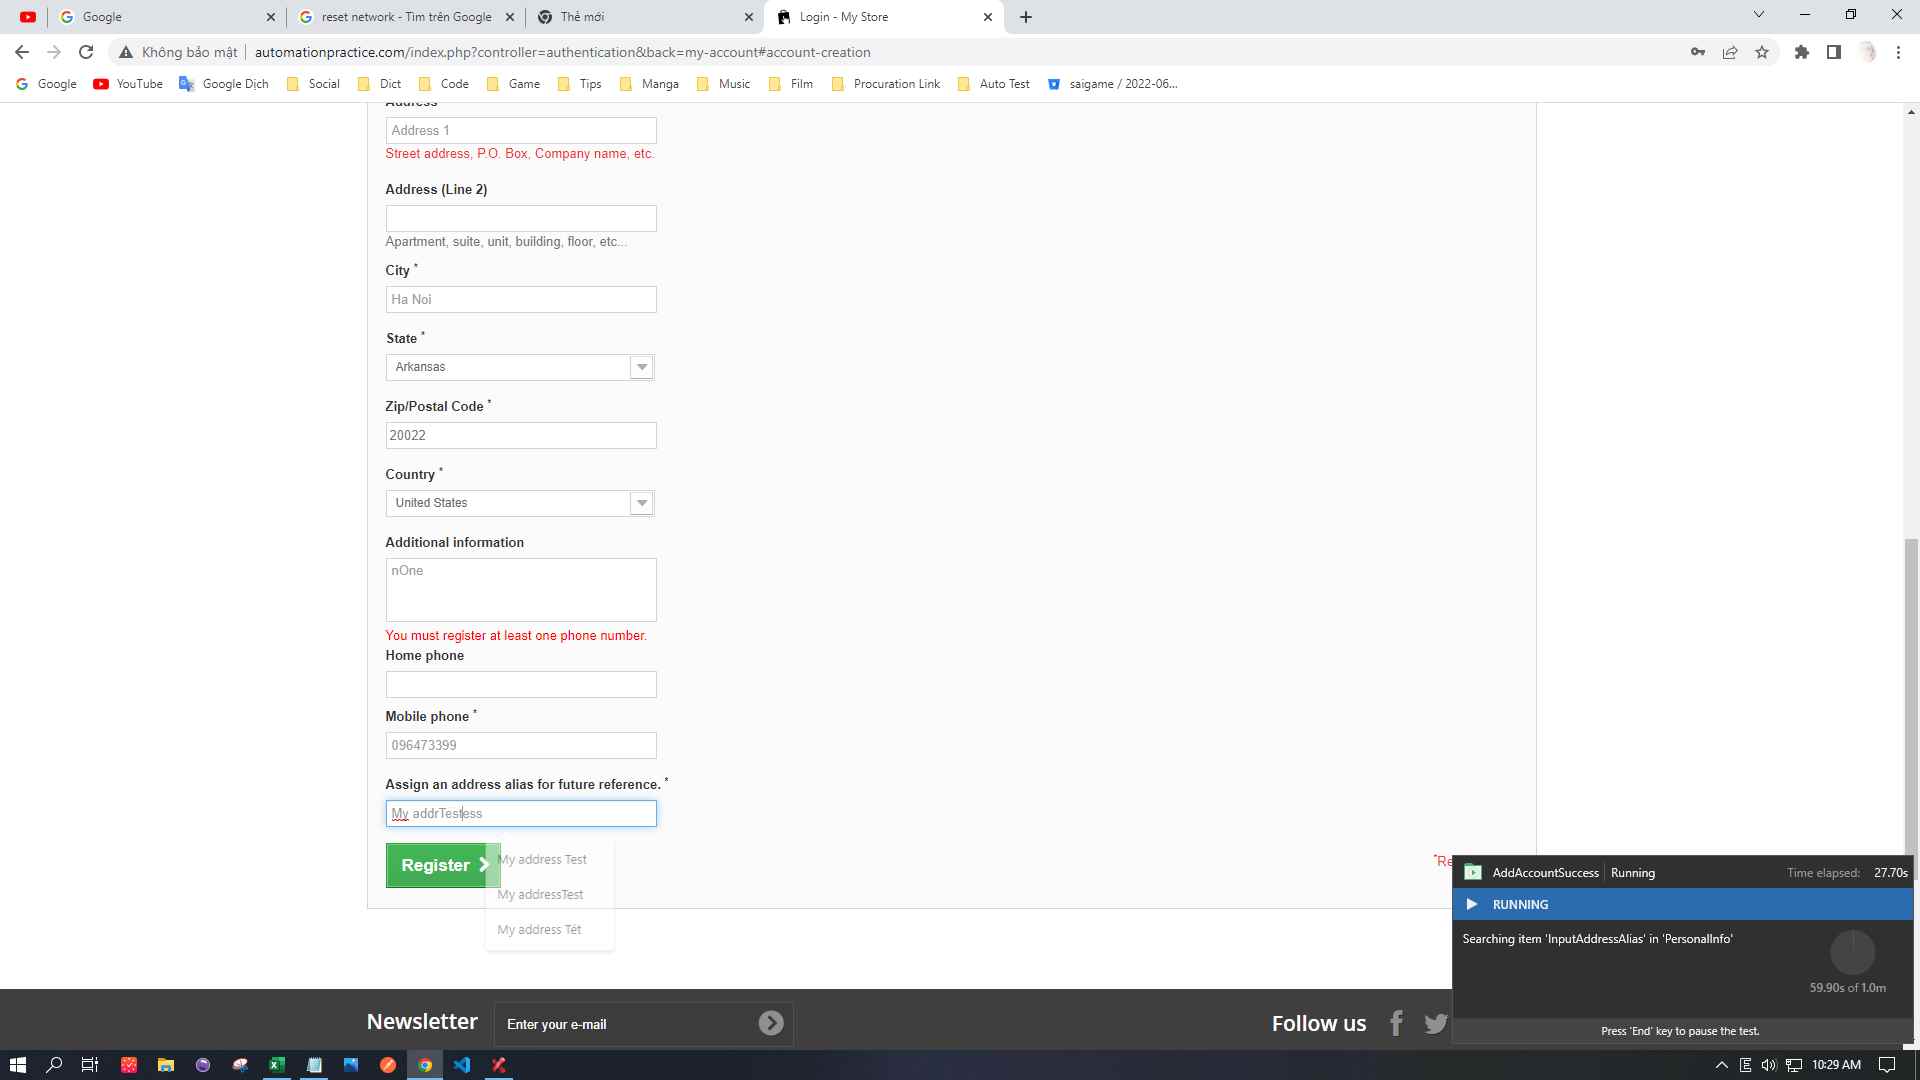 Google
reset network - Tìm trên Google
Thẻ mới
Login - My Store
Không bảo mật
automationpractice.com/index.php?controller=authentication&back=my-account#account-creation
Google YouTube Google Dịch Social Dict Code Game Tips Manga Music Film Procuration Link Auto Test saigame / 2022-06...
Address
Address 1
Street address, P.O. Box, Company name, etc.
Address (Line 2)
Apartment, suite, unit, building, floor, etc...
City *
Ha Noi
State *
Arkansas
Zip/Postal Code *
20022
Country *
United States
Additional information
nOne
You must register at least one phone number.
Home phone
Mobile phone *
096473399
Assign an address alias for future reference. *
My addrTestess
Register
My address Test
My addressTest
My address Tét
*Re
AddAccountSuccess Running Time elapsed: 27.70s
RUNNING
Searching item 'InputAddressAlias' in 'PersonalInfo'
59.90s of 1.0m
Press 'End' key to pause the test.
Newsletter
Enter your e-mail
Follow us
10:29 AM